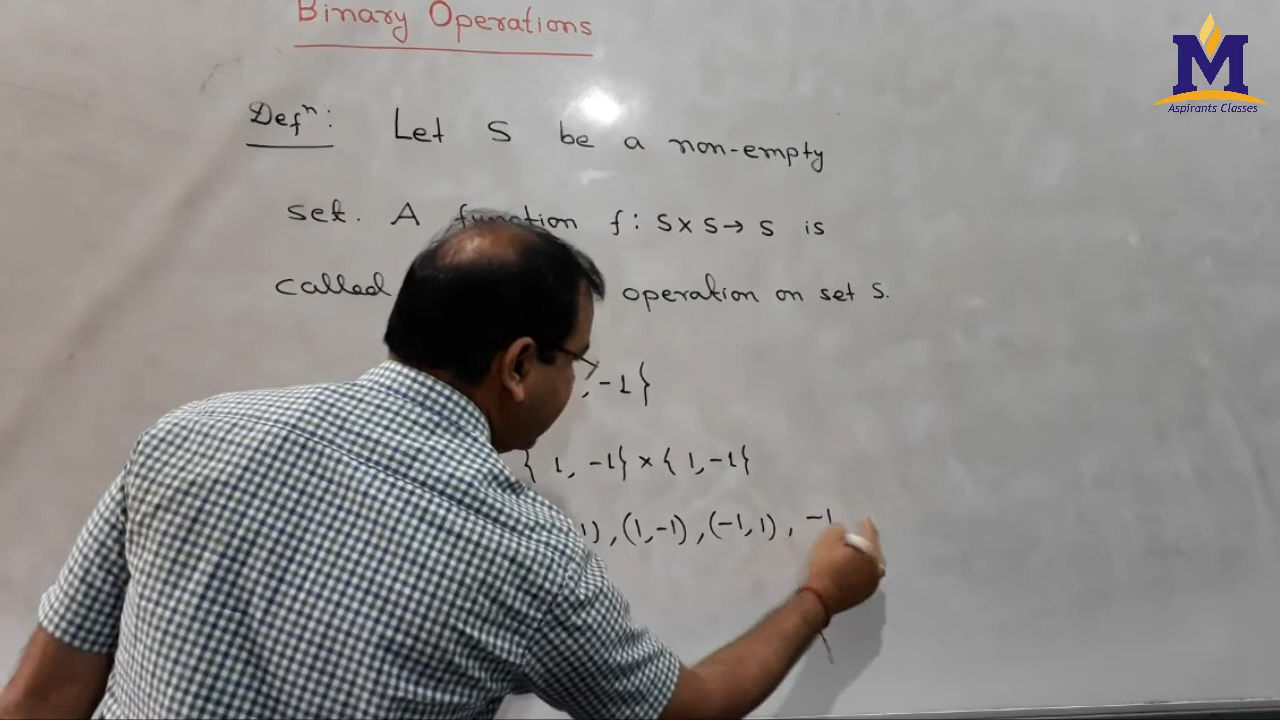 Binary Operations
M
Aspirants Classes
Defⁿ: Let S be a non-empty
set. A function f: S×S→S is
called operation on set S.
, -1}
{1, -1} × {1, -1}
1), (1,-1), (-1,1), -1